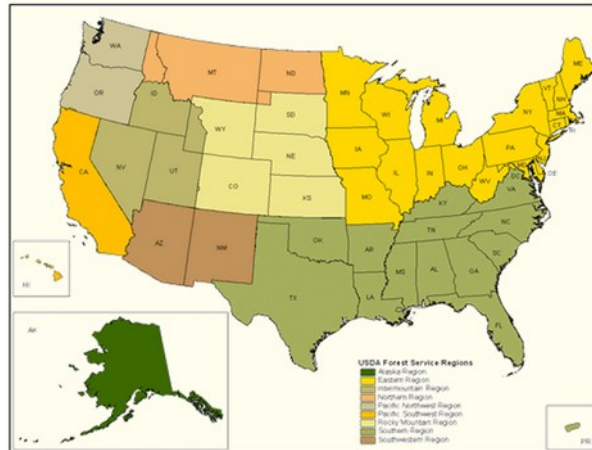 WA
MT
ND
ME
OR
ID
MN
VT
NH
SD
WI
MI
NY
MA
WY
CT
RI
IA
PA
NE
NJ
NV
IL
IN
OH
DE
UT
CO
WV
DC
CA
KS
MO
VA
KY
NC
TN
AZ
NM
OK
AR
SC
MS
AL
GA
HI
TX
LA
FL
AK
USDA Forest Service Regions
Alaska Region
Eastern Region
Intermountain Region
Northern Region
Pacific Northwest Region
Pacific Southwest Region
Rocky Mountain Region
Southern Region
Southwestern Region
PR